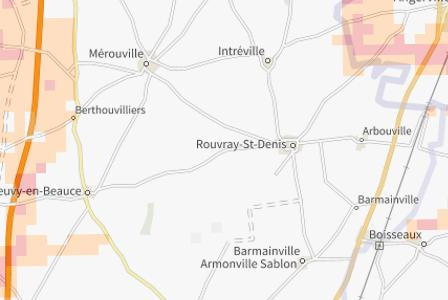 Mérouville
Intréville
Berthouvilliers
Rouvray-St-Denis
Arbouville
euvy-en-Beauce
Barmainville
Boisseaux
Barmainville
Armonville Sablon